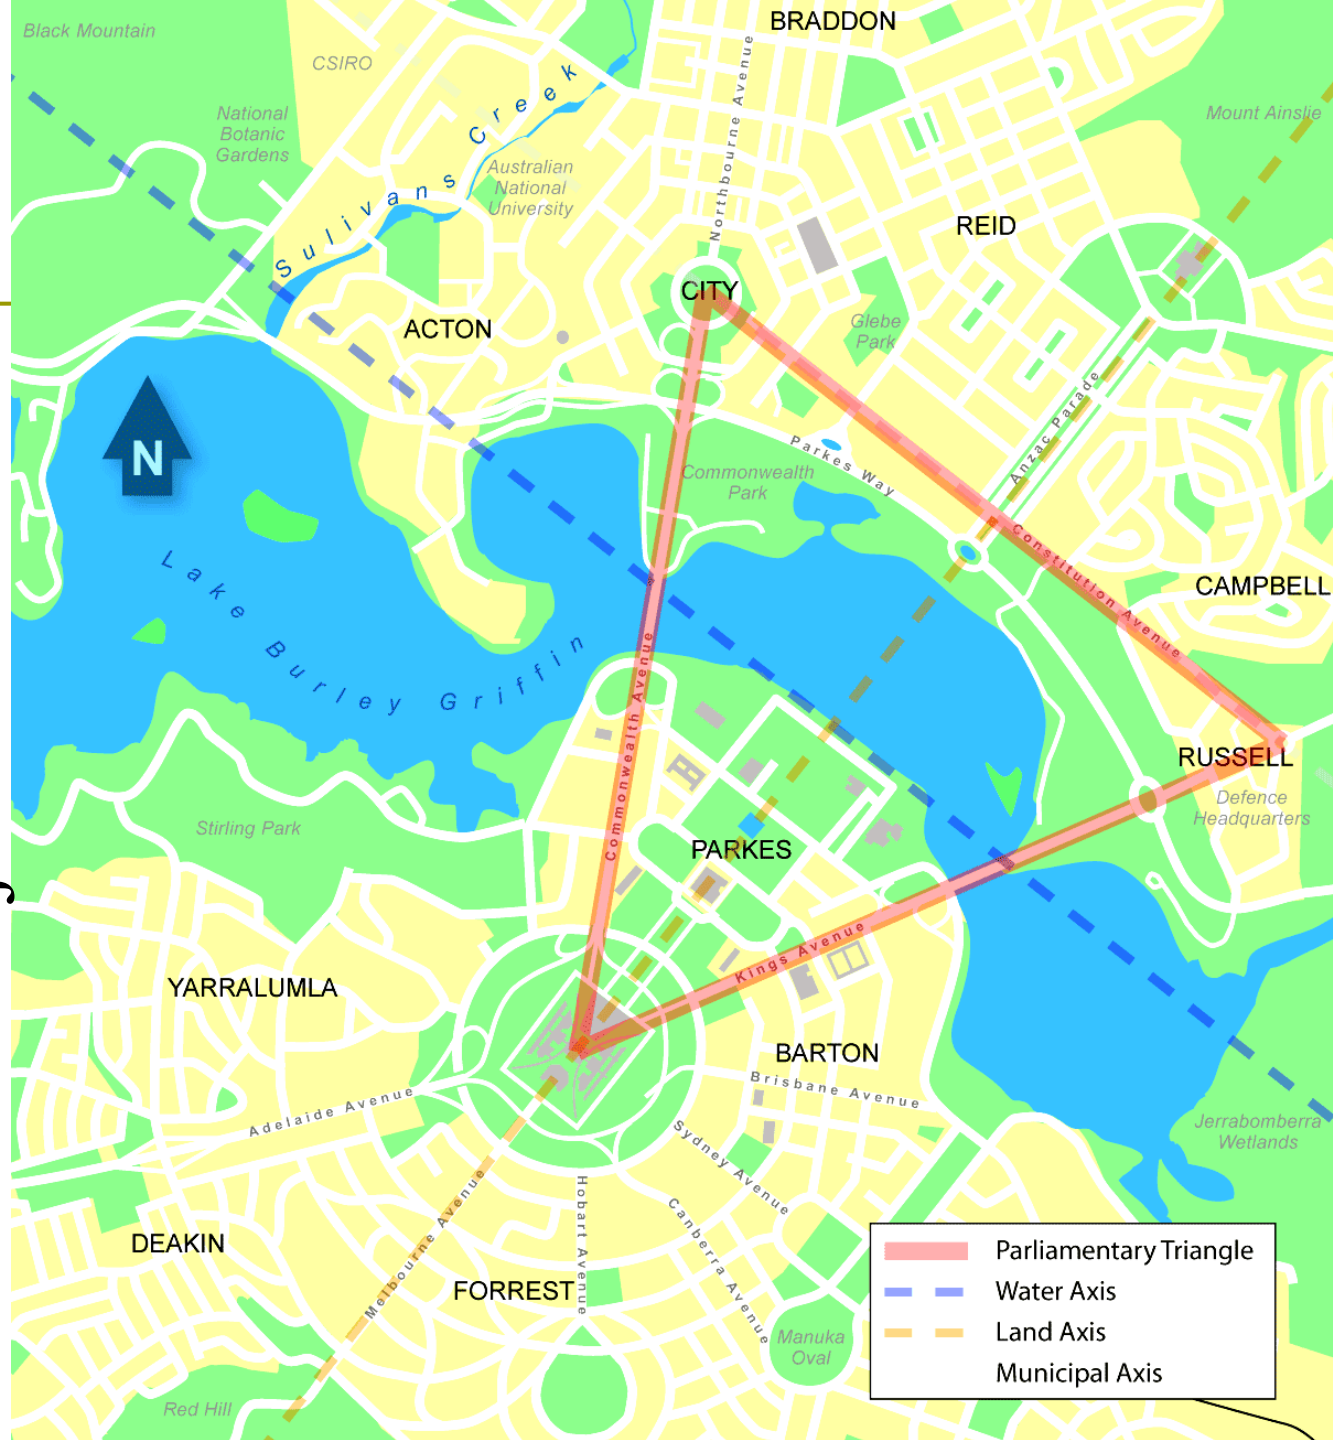 BRADDON
Black Mountain
CSIRO
Northbourne Avenue
National
Botanic
Gardens
Mount Ainslie
Sulivans Creek
Australian
National
University
REID
CITY
ACTON
Glebe
Park
Anzac Parade
Parkes Way
N
Commonwealth
Park
Constitution Avenue
Lake Burley Griffin
CAMPBELL
Commonwealth Avenue
RUSSELL
Defence
Headquarters
Stirling Park
PARKES
Kings Avenue
YARRALUMLA
BARTON
Brisbane Avenue
Adelaide Avenue
Jerrabomberra
Wetlands
Sydney Avenue
Melbourne Avenue
Hobart Avenue
Canberra Avenue
DEAKIN
FORREST
Manuka
Oval
Red Hill
Parliamentary Triangle
Water Axis
Land Axis
Municipal Axis